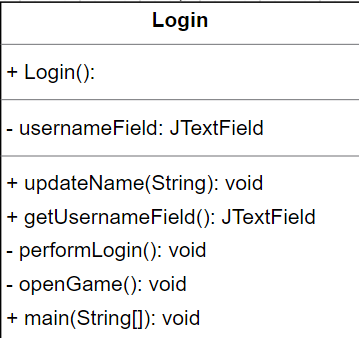 Login
+ Login():
- usernameField: JTextField
+ updateName(String): void
+ getUsernameField(): JTextField
- performLogin(): void
- openGame(): void
+ main(String[]): void